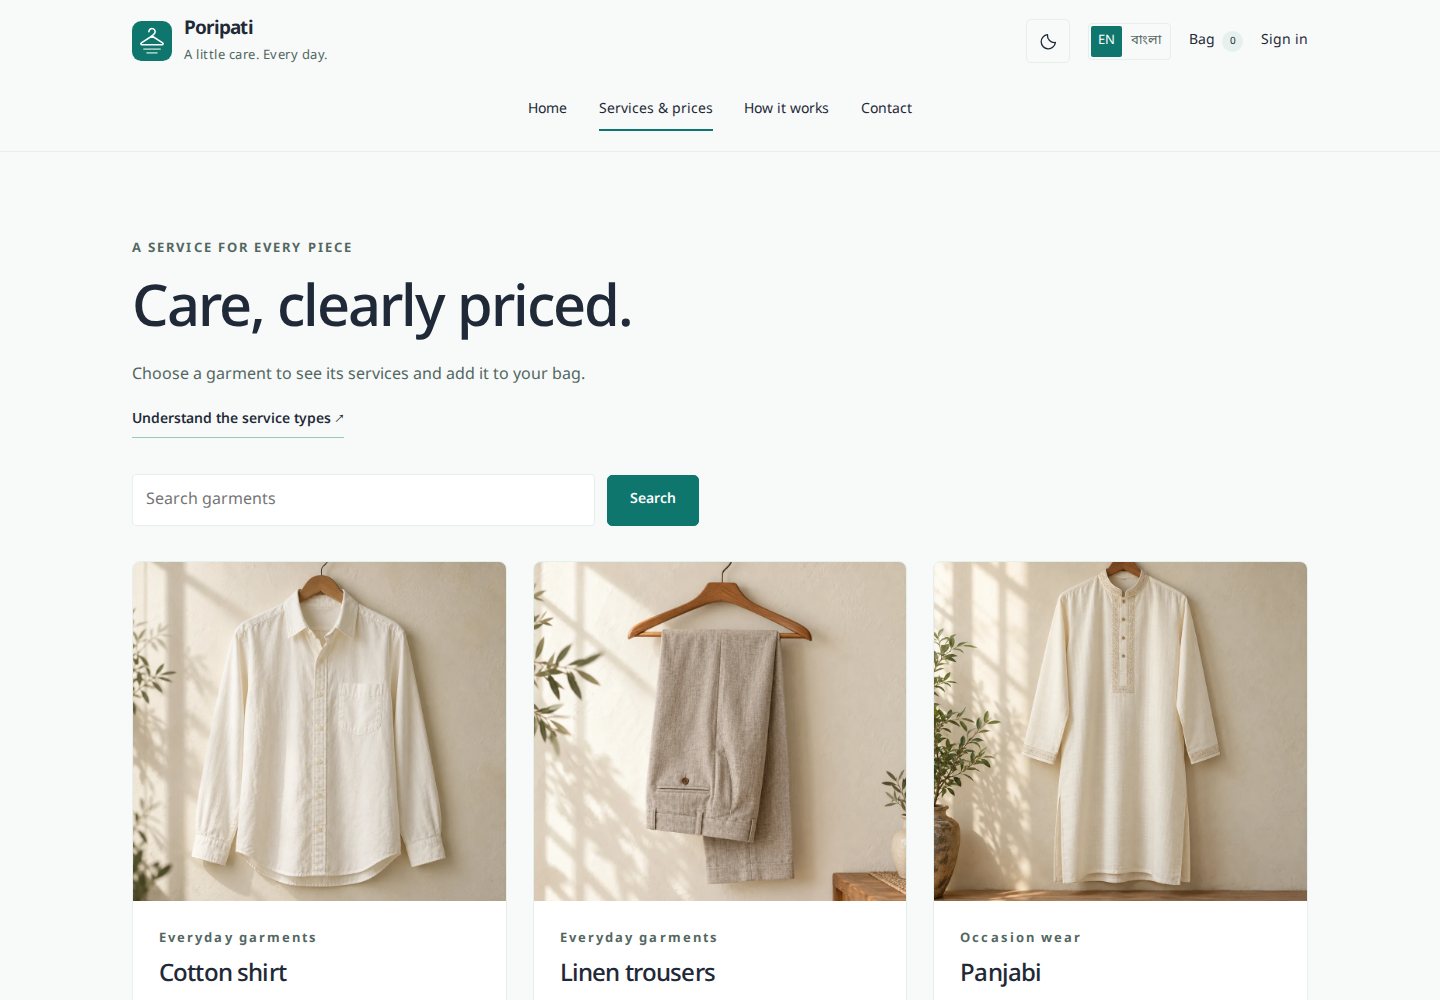 Poripati
A little care. Every day.
EN বাংলা Bag 0 Sign in
Home Services & prices How it works Contact
A SERVICE FOR EVERY PIECE
Care, clearly priced.
Choose a garment to see its services and add it to your bag.
Understand the service types ↗
Search garments Search
Everyday garments
Cotton shirt
Everyday garments
Linen trousers
Occasion wear
Panjabi